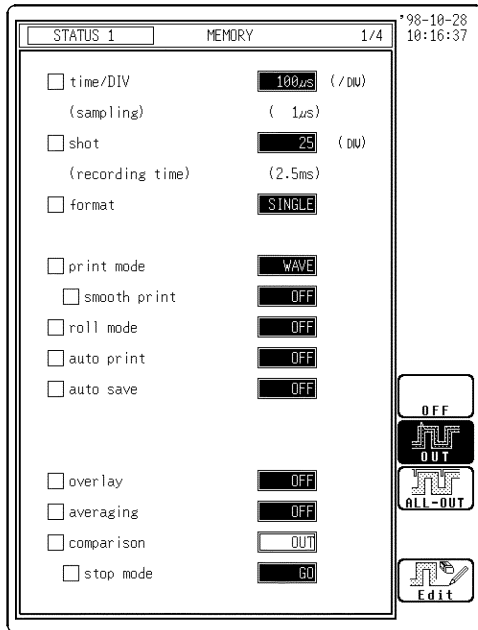 '98-10-28
10:16:37
STATUS 1 MEMORY 1/4
time/DIV 100µs (/DIV)
(sampling) ( 1µs)
shot 25 (DIV)
(recording time) (2.5ms)
format SINGLE
print mode WAVE
smooth print OFF
roll mode OFF
auto print OFF
auto save OFF
overlay OFF
averaging OFF
comparison OUT
stop mode GO
OFF
OUT
ALL-OUT
Edit